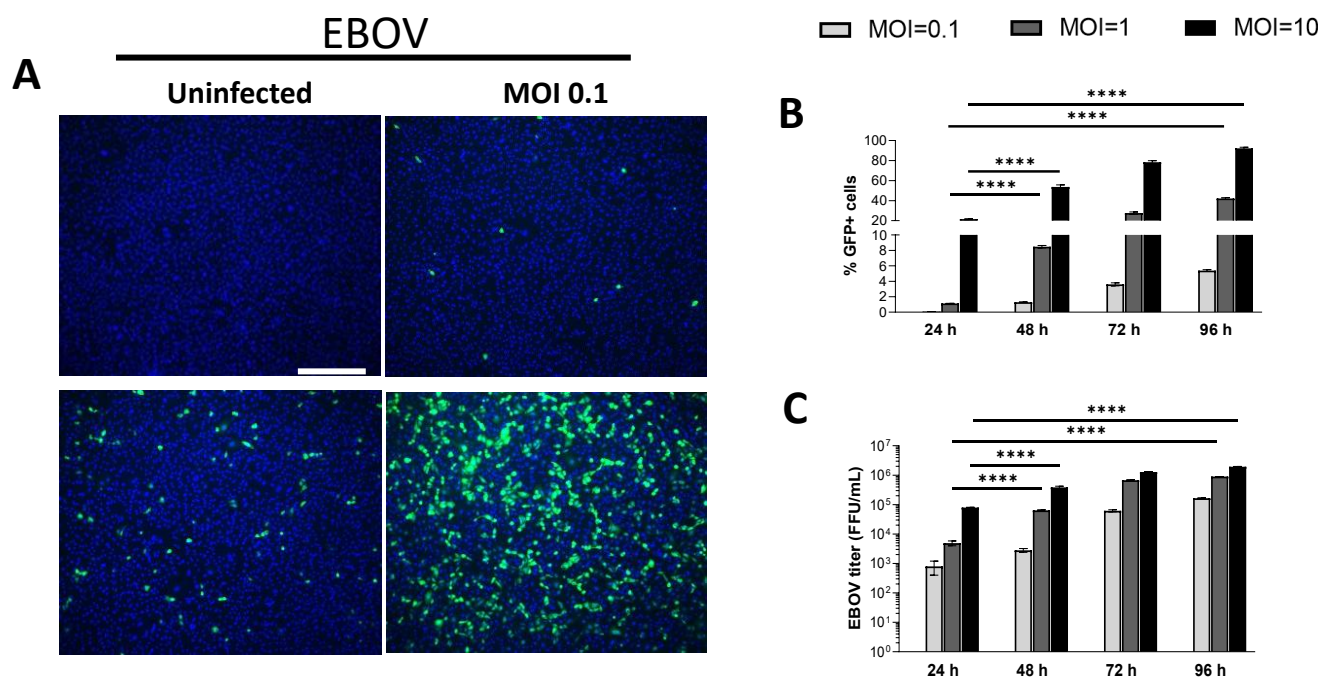 EBOV
A
Uninfected
MOI 0.1
MOI=0.1 MOI=1 MOI=10
B
****
****
****
****
% GFP+ cells
100
80
60
40
20
10
8
6
4
2
0
24 h 48 h 72 h 96 h
C
****
****
****
****
EBOV titer (FFU/mL)
10⁷
10⁶
10⁵
10⁴
10³
10²
10¹
10⁰
24 h 48 h 72 h 96 h